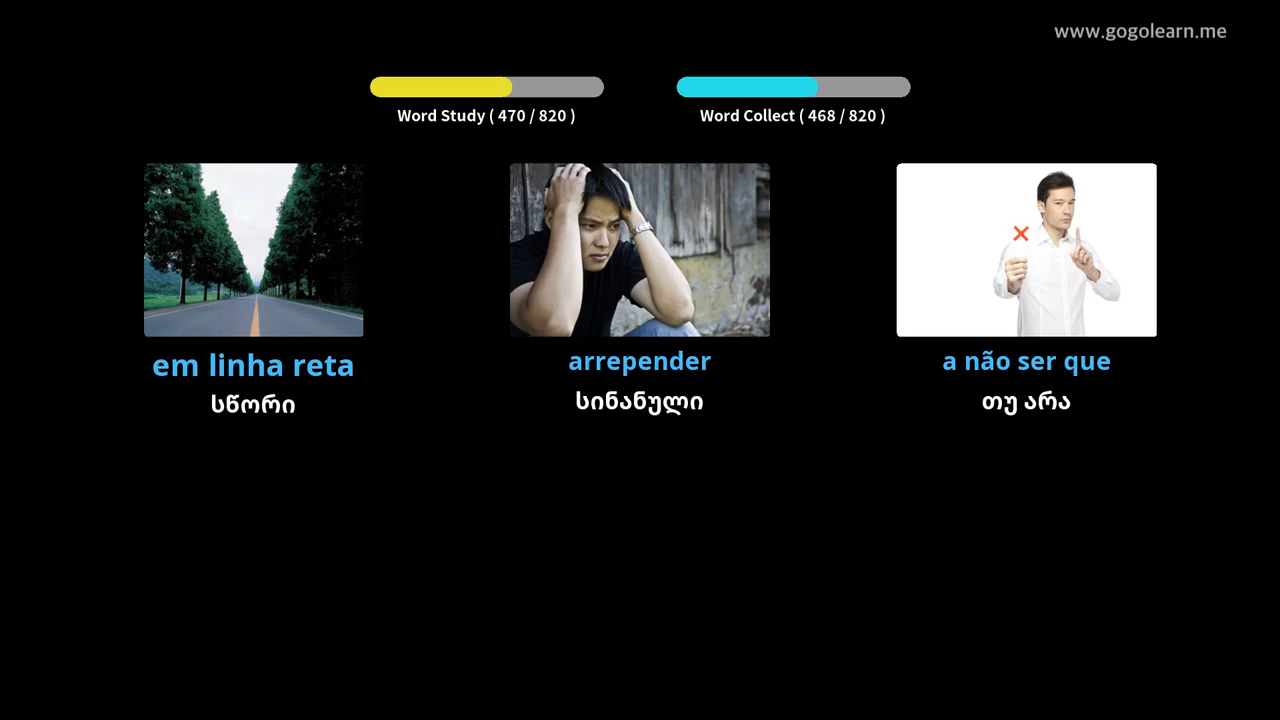 www.gogolearn.me
Word Study ( 470 / 820 )
Word Collect ( 468 / 820 )
em linha reta
სწორი
arrepender
სინანული
a não ser que
თუ არა